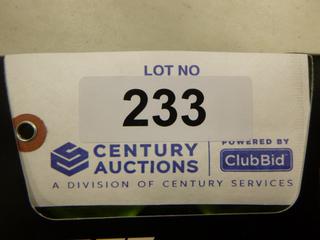 LOT NO
233
CENTURY
AUCTIONS
POWERED BY
ClubBid
A DIVISION OF CENTURY SERVICES